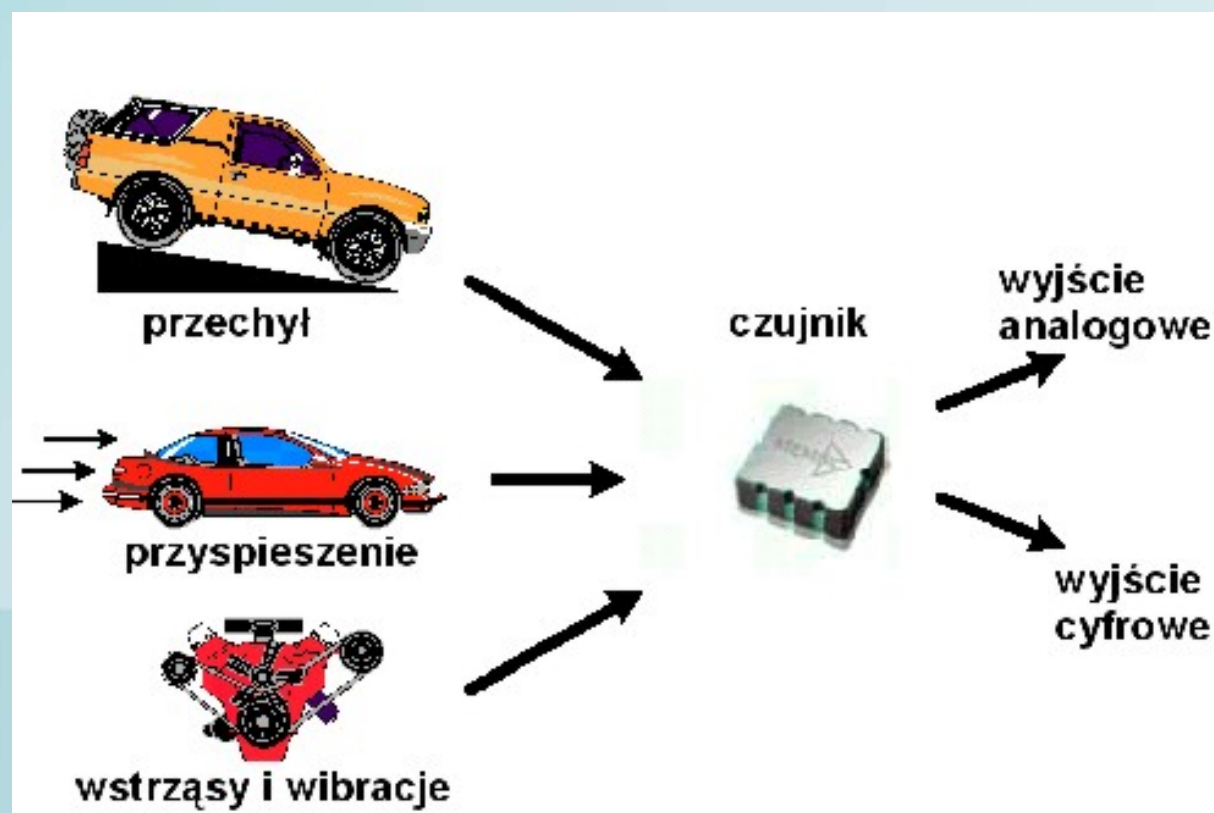 przechył
czujnik
wyjście
analogowe
przyspieszenie
wyjście
cyfrowe
wstrząsy i wibracje